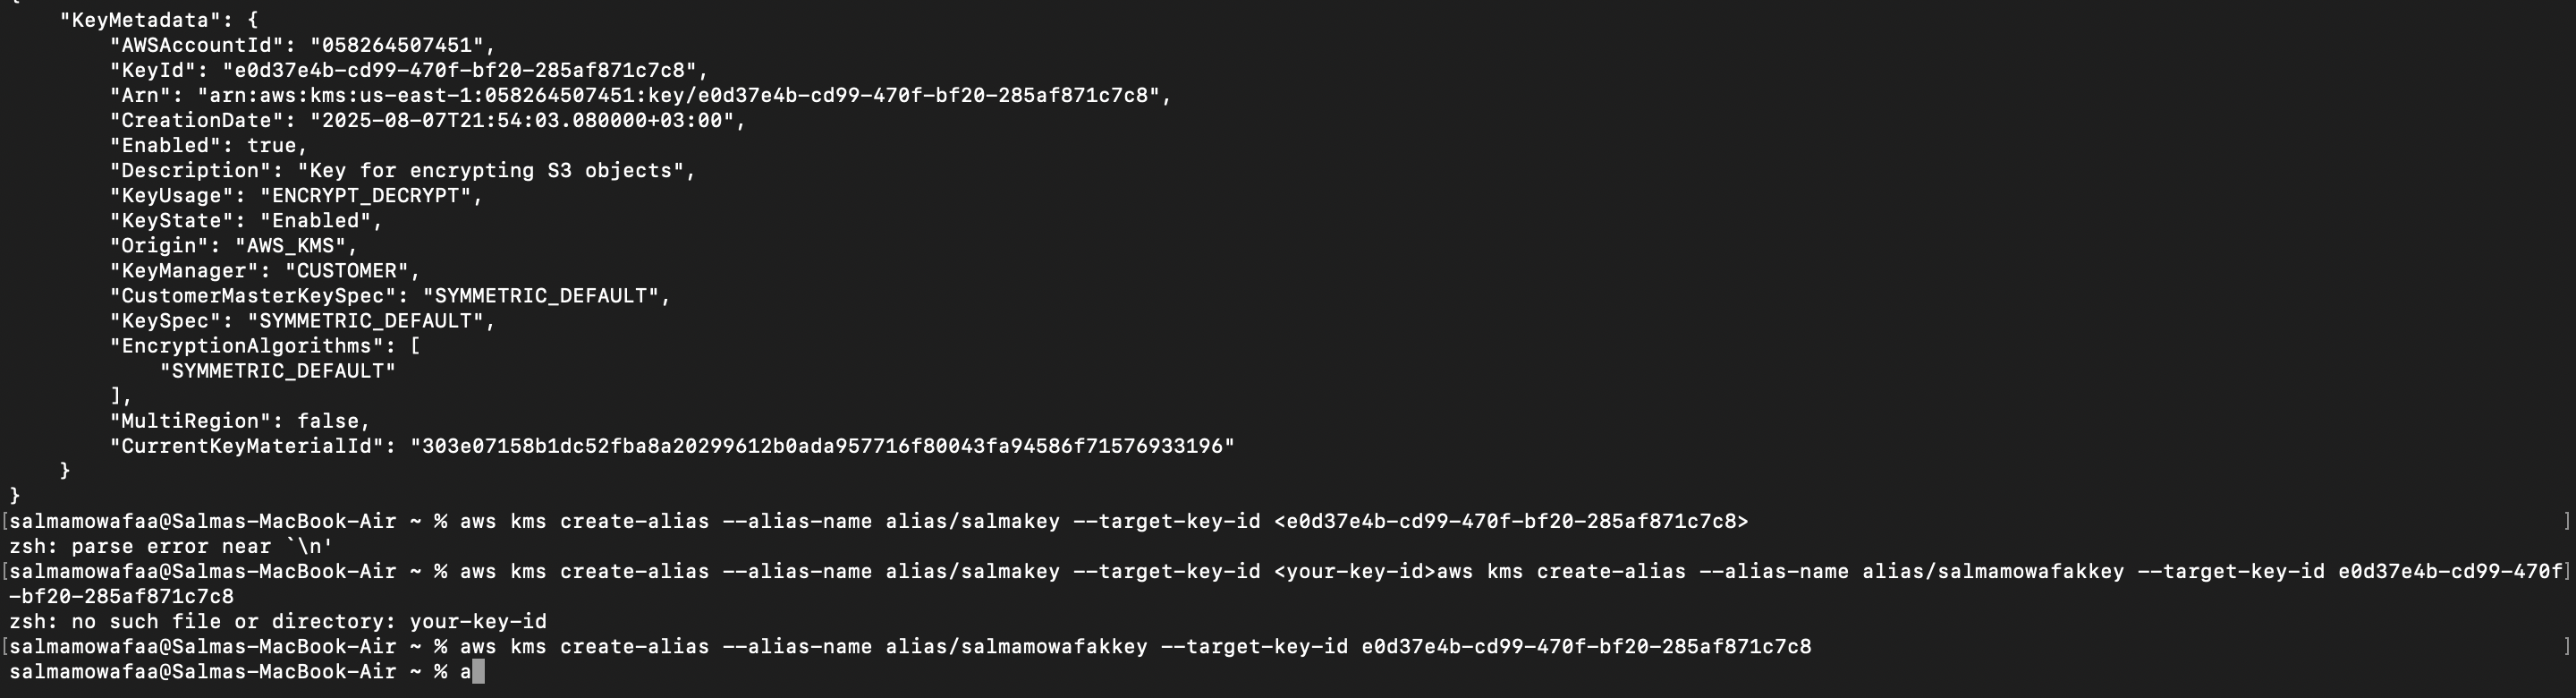 {
    "KeyMetadata": {
        "AWSAccountId": "058264507451",
        "KeyId": "e0d37e4b-cd99-470f-bf20-285af871c7c8",
        "Arn": "arn:aws:kms:us-east-1:058264507451:key/e0d37e4b-cd99-470f-bf20-285af871c7c8",
        "CreationDate": "2025-08-07T21:54:03.080000+03:00",
        "Enabled": true,
        "Description": "Key for encrypting S3 objects",
        "KeyUsage": "ENCRYPT_DECRYPT",
        "KeyState": "Enabled",
        "Origin": "AWS_KMS",
        "KeyManager": "CUSTOMER",
        "CustomerMasterKeySpec": "SYMMETRIC_DEFAULT",
        "KeySpec": "SYMMETRIC_DEFAULT",
        "EncryptionAlgorithms": [
            "SYMMETRIC_DEFAULT"
        ],
        "MultiRegion": false,
        "CurrentKeyMaterialId": "303e07158b1dc52fba8a20299612b0ada957716f80043fa94586f71576933196"
    }
}
[salmamowafaa@Salmas-MacBook-Air ~ % aws kms create-alias --alias-name alias/salmakey --target-key-id <e0d37e4b-cd99-470f-bf20-285af871c7c8> ]
zsh: parse error near `\n'
[salmamowafaa@Salmas-MacBook-Air ~ % aws kms create-alias --alias-name alias/salmakey --target-key-id <your-key-id>aws kms create-alias --alias-name alias/salmamowafakkey --target-key-id e0d37e4b-cd99-470f]
-bf20-285af871c7c8
zsh: no such file or directory: your-key-id
[salmamowafaa@Salmas-MacBook-Air ~ % aws kms create-alias --alias-name alias/salmamowafakkey --target-key-id e0d37e4b-cd99-470f-bf20-285af871c7c8 ]
salmamowafaa@Salmas-MacBook-Air ~ % a